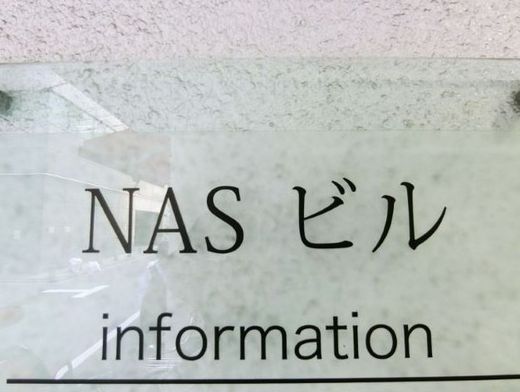 NAS ビル
information